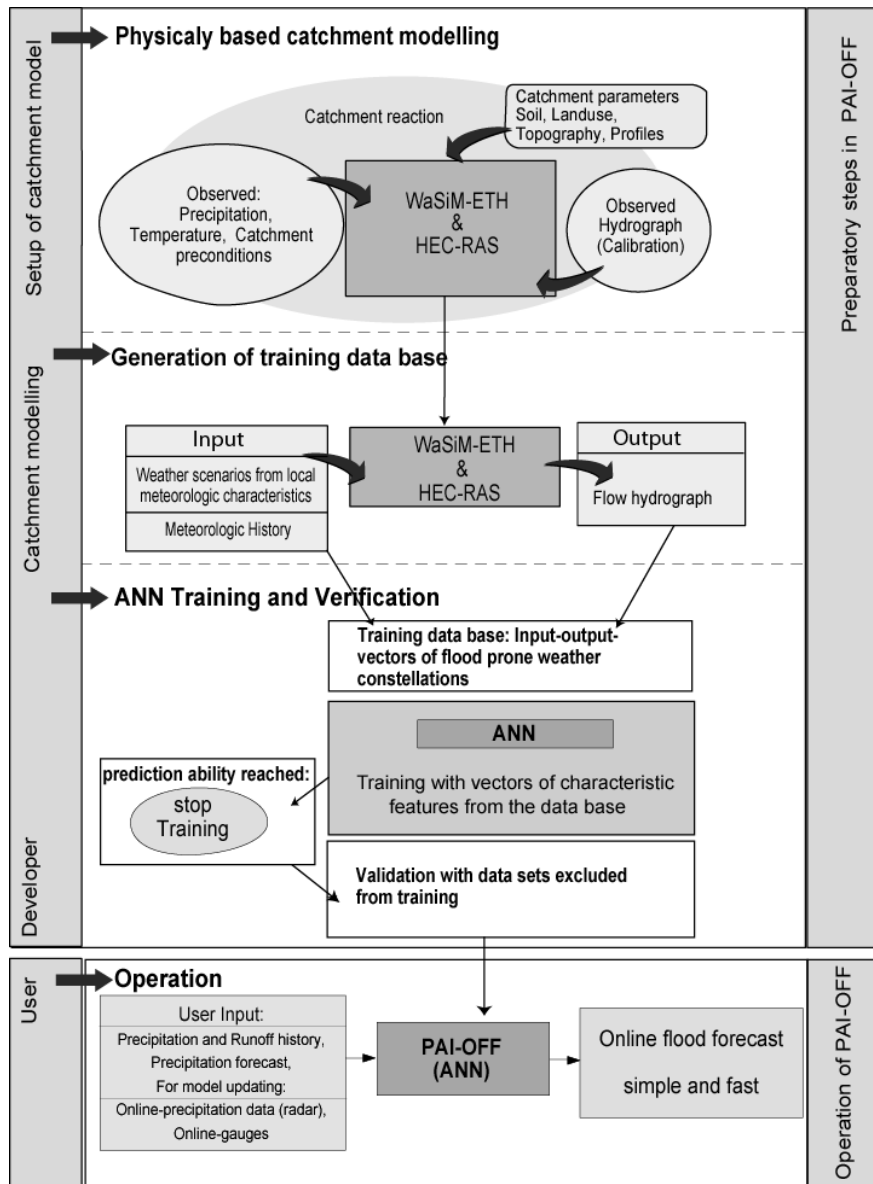 Physicaly based catchment modelling
Setup of catchment model
Preparatory steps in PAI-OFF
Catchment reaction
Catchment parameters
Soil, Landuse,
Topography, Profiles
Observed:
Precipitation,
Temperature, Catchment
preconditions
WaSiM-ETH
&
HEC-RAS
Observed
Hydrograph
(Calibration)
Generation of training data base
Catchment modelling
Input
Weather scenarios from local
meteorologic characteristics
Meteorologic History
WaSiM-ETH
&
HEC-RAS
Output
Flow hydrograph
ANN Training and Verification
Developer
Training data base: Input-output-
vectors of flood prone weather
constellations
ANN
Training with vectors of characteristic
features from the data base
prediction ability reached:
stop
Training
Validation with data sets excluded
from training
Operation
User
Operation of PAI-OFF
User Input:
Precipitation and Runoff history,
Precipitation forecast,
For model updating:
Online-precipitation data (radar),
Online-gauges
PAI-OFF
(ANN)
Online flood forecast
simple and fast